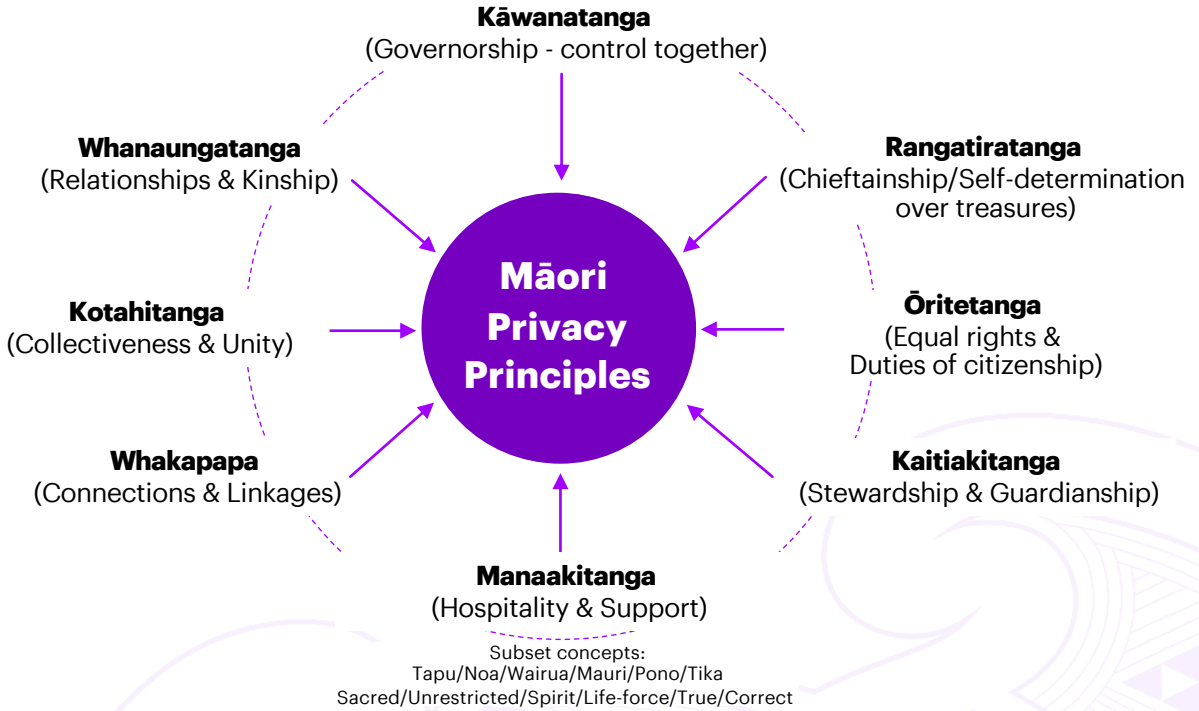 Kāwanatanga
(Governorship - control together)
Rangatiratanga
(Chieftainship/Self-determination
over treasures)
Ōritetanga
(Equal rights &
Duties of citizenship)
Kaitiakitanga
(Stewardship & Guardianship)
Manaakitanga
(Hospitality & Support)
Subset concepts:
Tapu/Noa/Wairua/Mauri/Pono/Tika
Sacred/Unrestricted/Spirit/Life-force/True/Correct
Whakapapa
(Connections & Linkages)
Kotahitanga
(Collectiveness & Unity)
Whanaungatanga
(Relationships & Kinship)
Māori
Privacy
Principles